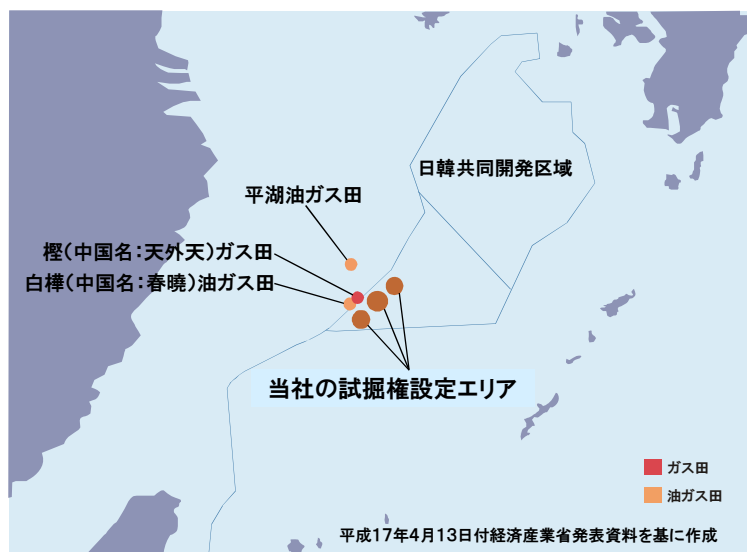 日韓共同開発区域
平湖油ガス田
樫(中国名:天外天)ガス田
白樺(中国名:春曉)油ガス田
当社の試掘権設定エリア
ガス田
油ガス田
平成17年4月13日付経済産業省発表資料を基に作成